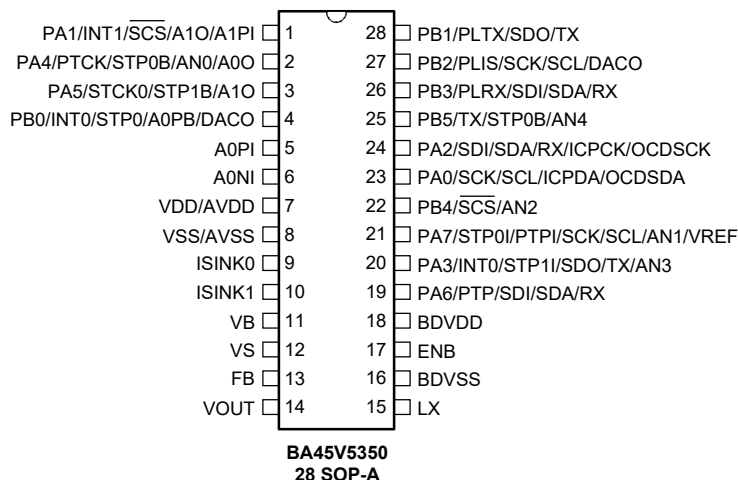 PA1/INT1/SCS/A1O/A1PI 1 28 PB1/PLTX/SDO/TX
PA4/PTCK/STP0B/AN0/A0O 2 27 PB2/PLIS/SCK/SCL/DACO
PA5/STCK0/STP1B/A1O 3 26 PB3/PLRX/SDI/SDA/RX
PB0/INT0/STP0/A0PB/DACO 4 25 PB5/TX/STP0B/AN4
A0PI 5 24 PA2/SDI/SDA/RX/ICPCK/OCDSCK
A0NI 6 23 PA0/SCK/SCL/ICPDA/OCDSDA
VDD/AVDD 7 22 PB4/SCS/AN2
VSS/AVSS 8 21 PA7/STP0I/PTPI/SCK/SCL/AN1/VREF
ISINK0 9 20 PA3/INT0/STP1I/SDO/TX/AN3
ISINK1 10 19 PA6/PTP/SDI/SDA/RX
VB 11 18 BDVDD
VS 12 17 ENB
FB 13 16 BDVSS
VOUT 14 15 LX
BA45V5350
28 SOP-A